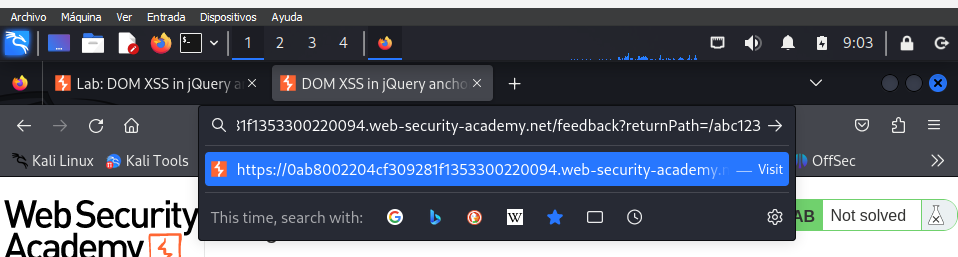 Archivo Máquina Ver Entrada Dispositivos Ayuda
1 2 3 4 9:03
Lab: DOM XSS in jQuery a DOM XSS in jQuery ancho
31f1353300220094.web-security-academy.net/feedback?returnPath=/abc123
Kali Linux Kali Tools OffSec
https://0ab8002204cf309281f1353300220094.web-security-academy.n — Visit
WebSecurity
Academy
This time, search with: W
AB Not solved